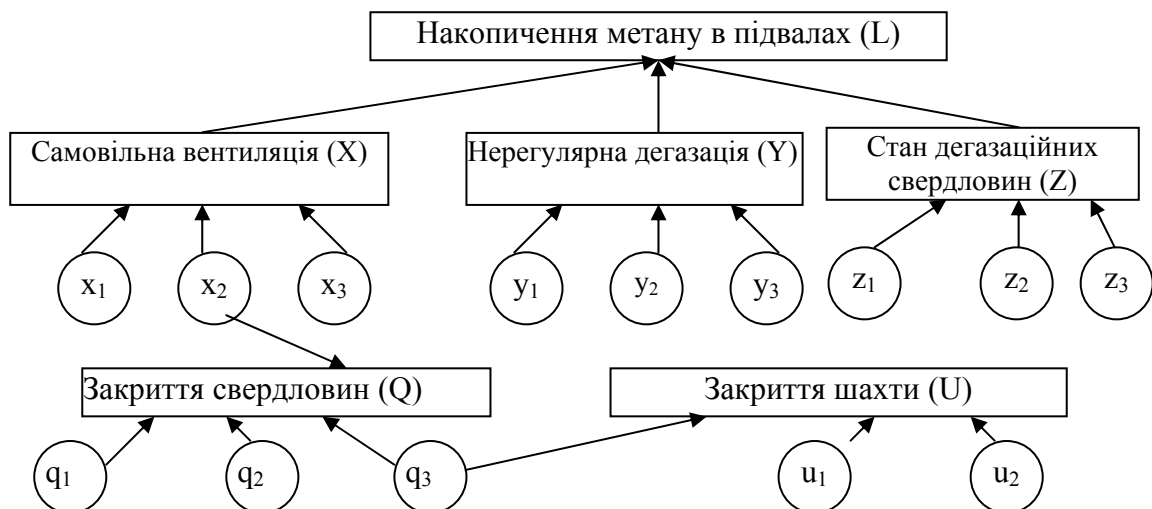 Накопичення метану в підвалах (L)
Самовільна вентиляція (X)
Нерегулярна дегазація (Y)
Стан дегазаційних
свердловин (Z)
x1
x2
x3
y1
y2
y3
z1
z2
z3
Закриття свердловин (Q)
Закриття шахти (U)
q1
q2
q3
u1
u2